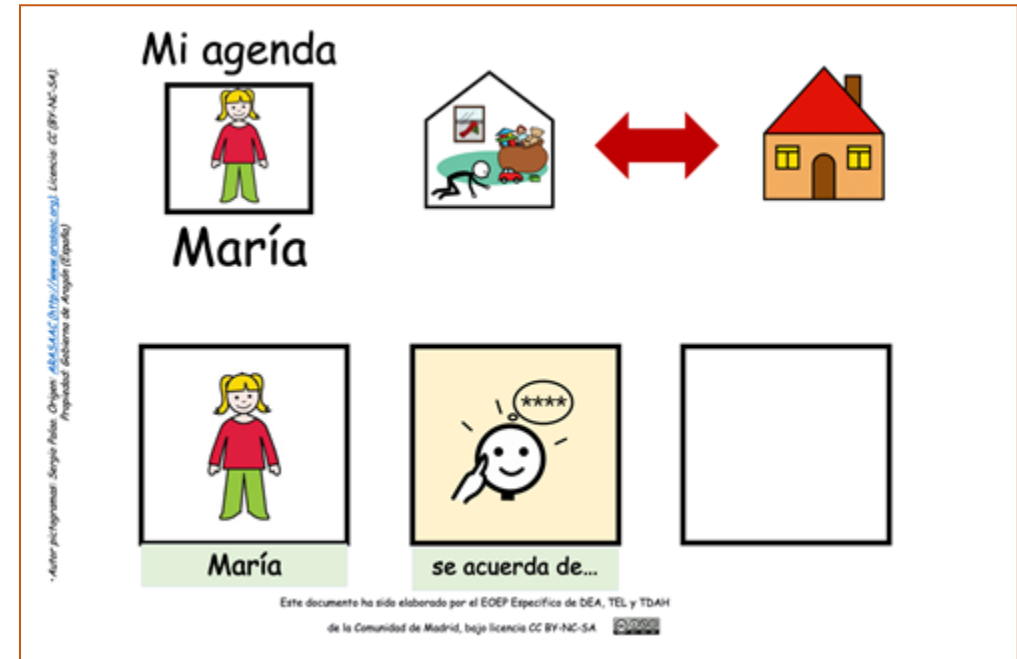 Mi agenda
María
• Autor pictogramas: Sergio Palao. Origen: ARASAAC (http://www.arasaac.org). Licencia: CC (BY-NC-SA).
Propiedad: Gobierno de Aragón (España)
****
María
se acuerda de...
Este documento ha sido elaborado por el EOEP Específico de DEA, TEL y TDAH
de la Comunidad de Madrid, bajo licencia CC BY-NC-SA